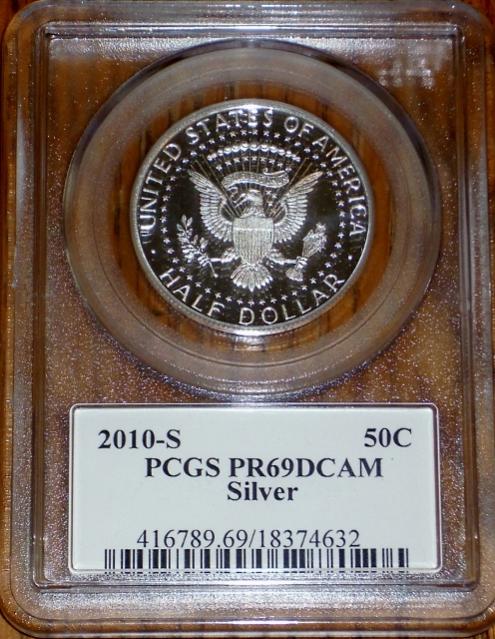 UNITED STATES OF AMERICA
HALF DOLLAR
2010-S 50C
PCGS PR69DCAM
Silver
416789.69/18374632